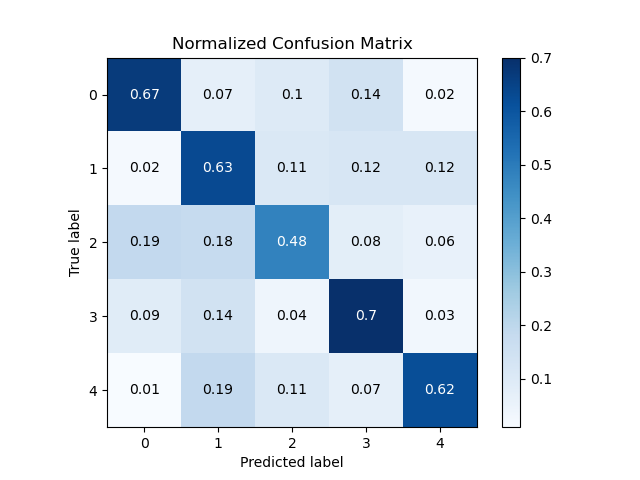 Normalized Confusion Matrix
True label
0 0.67 0.07 0.1 0.14 0.02
1 0.02 0.63 0.11 0.12 0.12
2 0.19 0.18 0.48 0.08 0.06
3 0.09 0.14 0.04 0.7 0.03
4 0.01 0.19 0.11 0.07 0.62
0 1 2 3 4
Predicted label
0.7
0.6
0.5
0.4
0.3
0.2
0.1